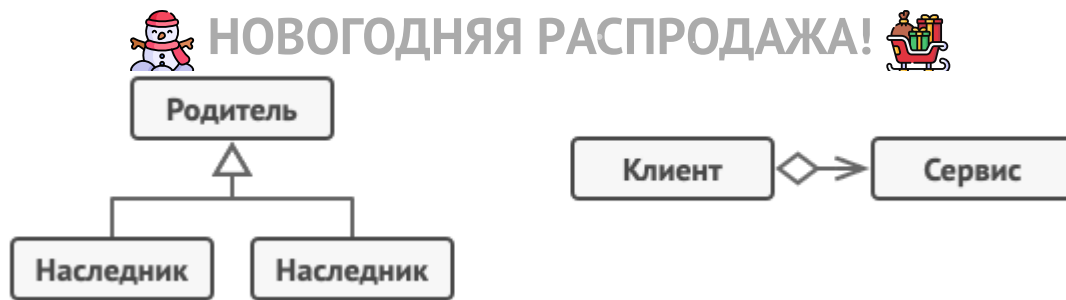 НОВОГОДНЯЯ РАСПРОДАЖА!
Родитель
Клиент
Сервис
Наследник
Наследник